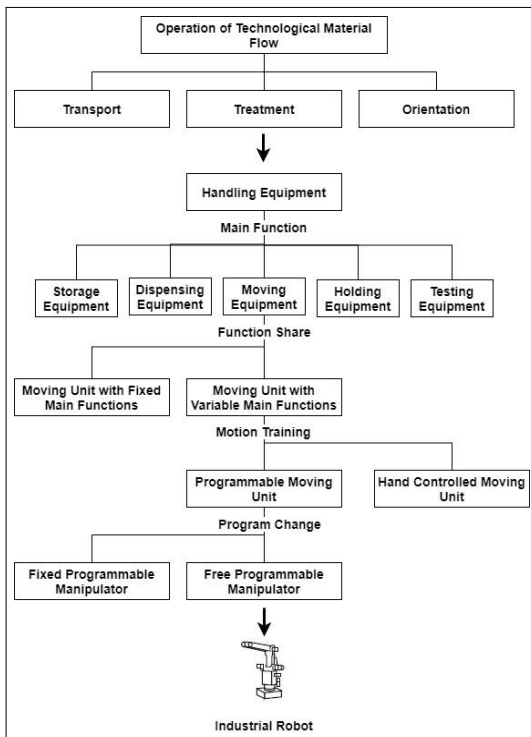 Operation of Technological Material
Flow
Transport
Treatment
Orientation
Handling Equipment
Main Function
Storage
Equipment
Dispensing
Equipment
Moving
Equipment
Holding
Equipment
Testing
Equipment
Function Share
Moving Unit with Fixed
Main Functions
Moving Unit with
Variable Main Functions
Motion Training
Programmable Moving
Unit
Hand Controlled Moving
Unit
Program Change
Fixed Programmable
Manipulator
Free Programmable
Manipulator
Industrial Robot